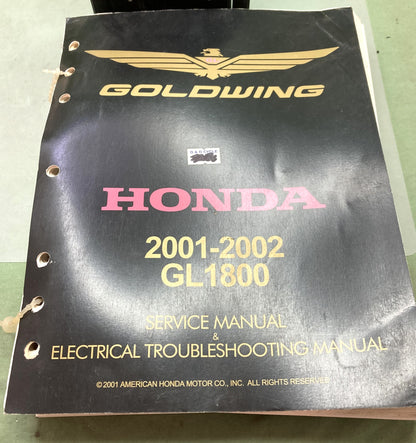 GOLDWING
HONDA
2001-2002
GL1800
SERVICE MANUAL
&
ELECTRICAL TROUBLESHOOTING MANUAL
© 2001 AMERICAN HONDA MOTOR CO., INC. ALL RIGHTS RESERVED